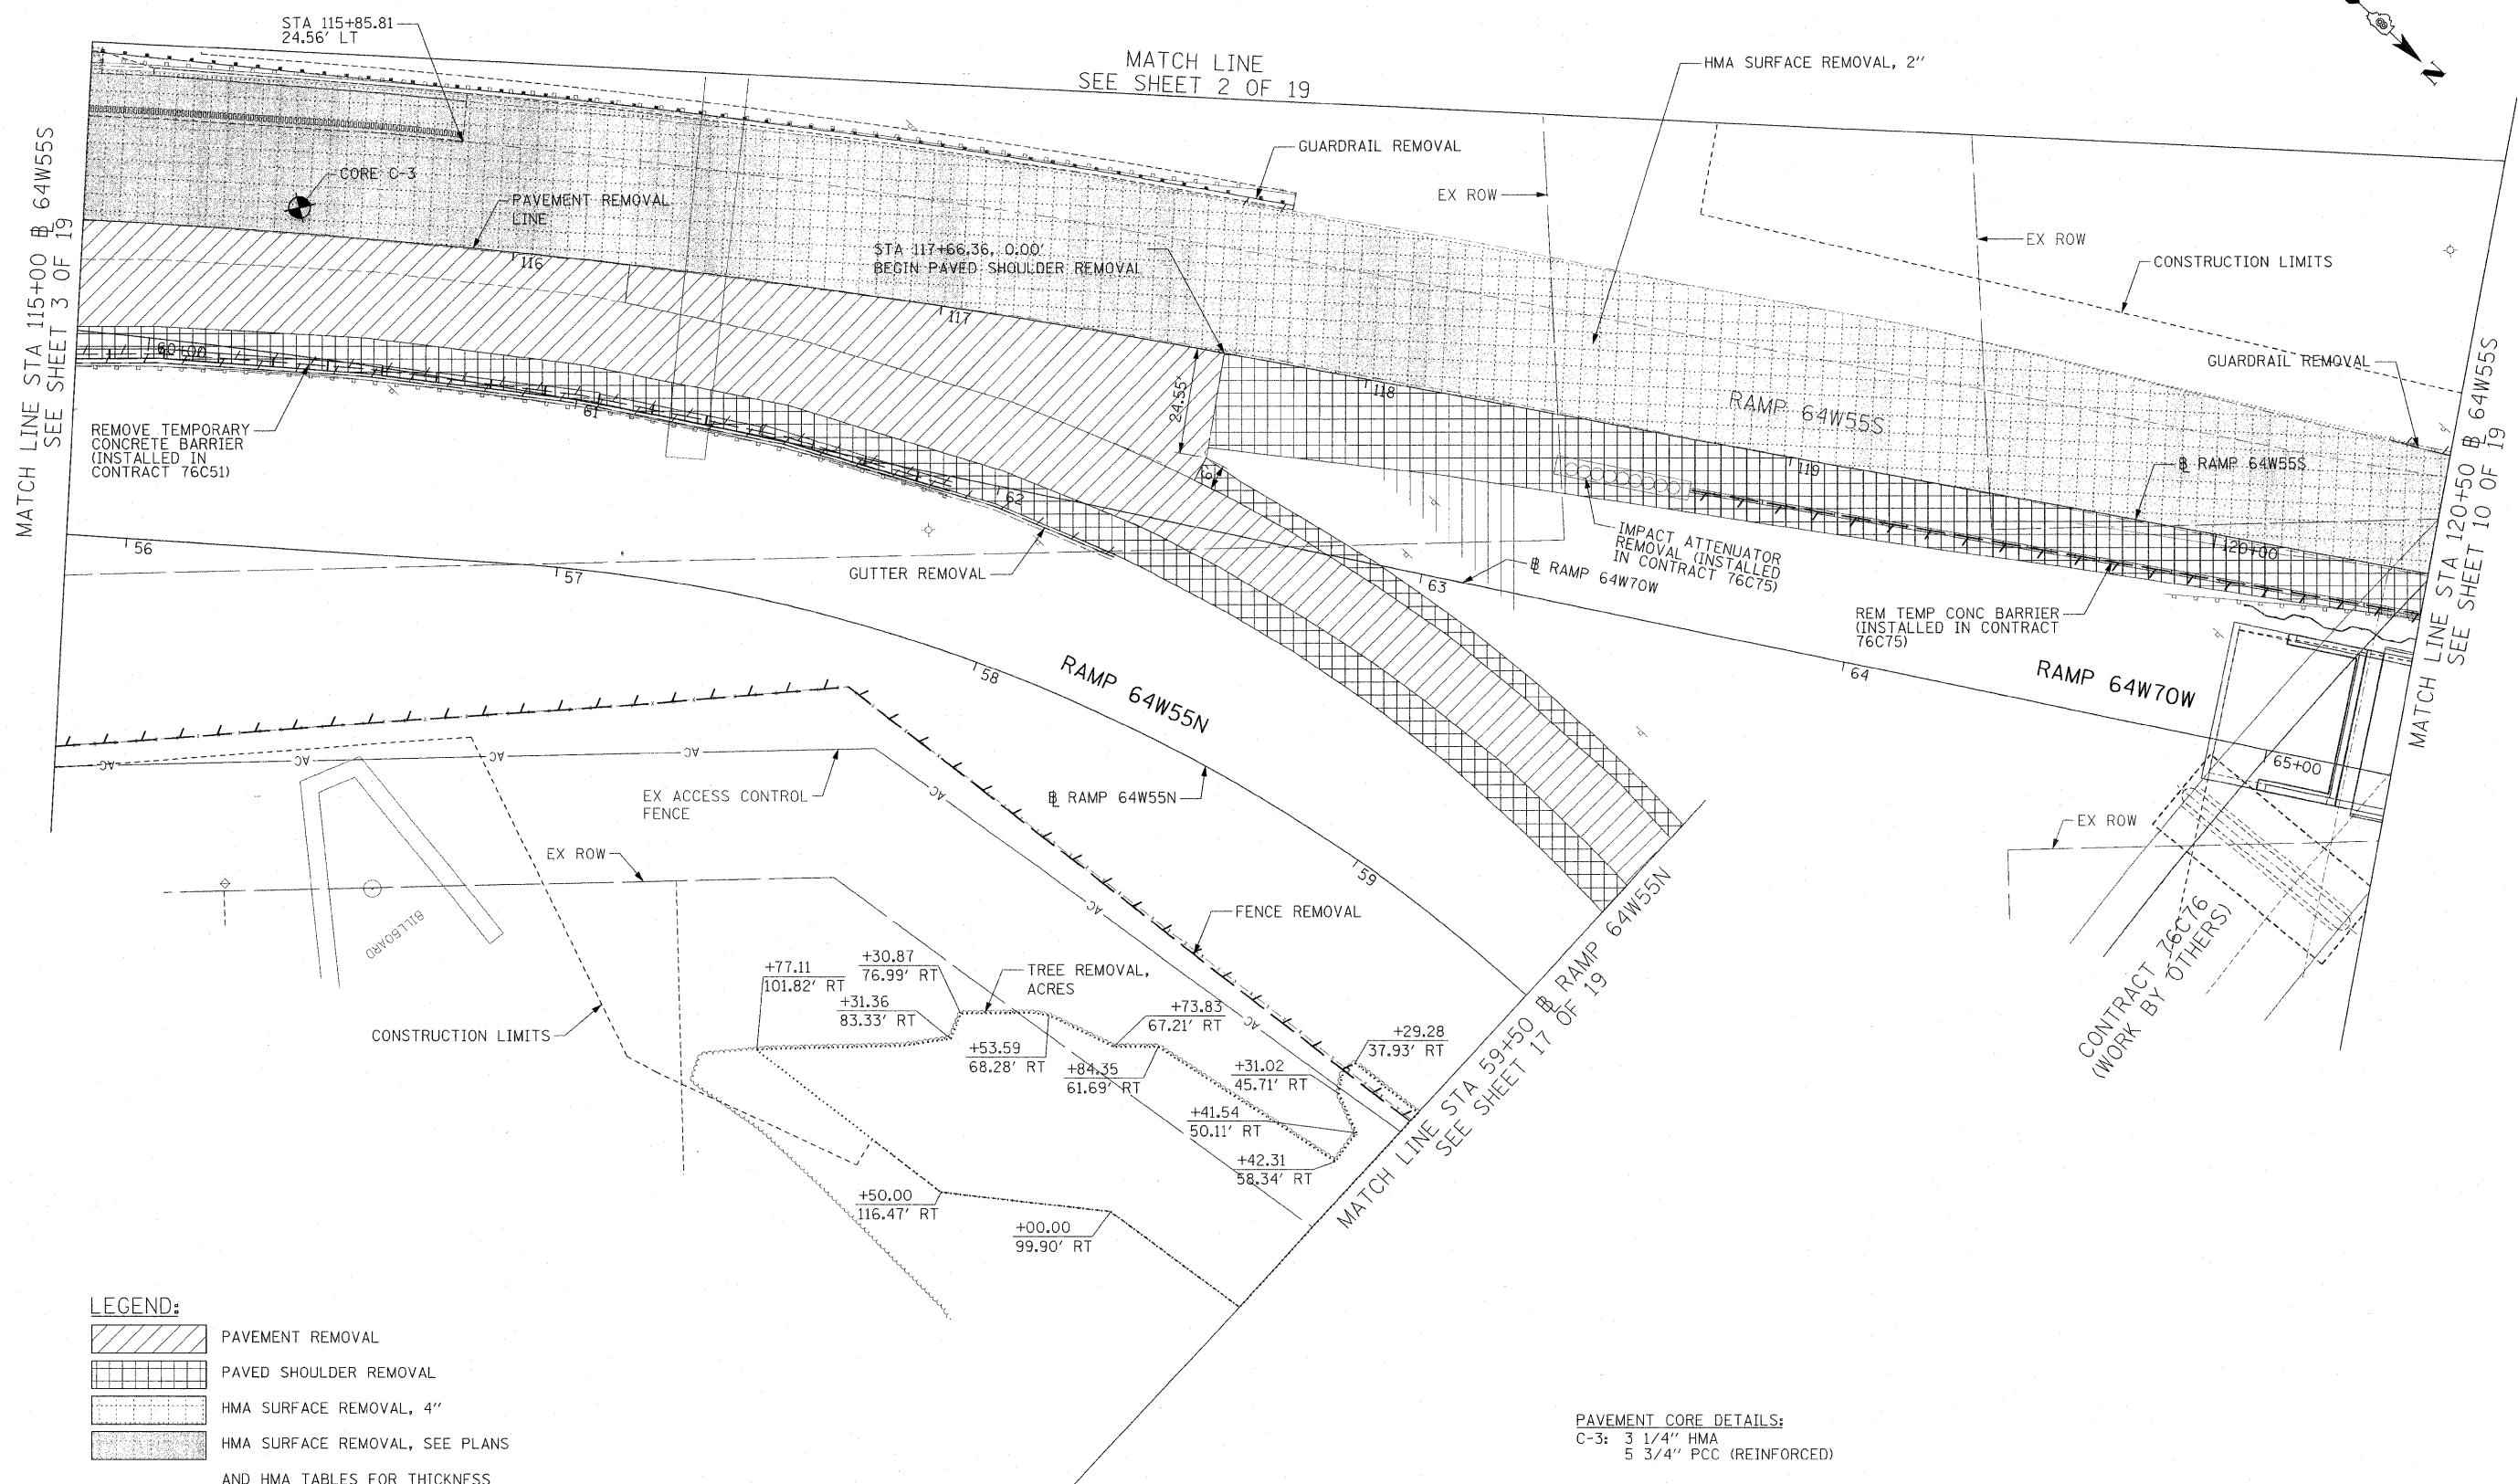 STA 115+85.81
24.56' LT
MATCH LINE
SEE SHEET 2 OF 19
HMA SURFACE REMOVAL, 2"
N
GUARDRAIL REMOVAL
EX ROW
EX ROW
CONSTRUCTION LIMITS
GUARDRAIL REMOVAL
MATCH LINE STA 115+00 ℄ 64W55S
SEE SHEET 3 OF 19
CORE C-3
PAVEMENT REMOVAL
LINE
STA 117+66.36, 0.00'
BEGIN PAVED SHOULDER REMOVAL
116
117
118
119
120+00
24.55'
RAMP 64W55S
℄ RAMP 64W55S
60+00
61
62
63
64
65+00
REMOVE TEMPORARY
CONCRETE BARRIER
(INSTALLED IN
CONTRACT 76C51)
GUTTER REMOVAL
IMPACT ATTENUATOR
REMOVAL (INSTALLED
IN CONTRACT 76C75)
℄ RAMP 64W70W
REM TEMP CONC BARRIER
(INSTALLED IN CONTRACT
76C75)
RAMP 64W70W
MATCH LINE STA 120+50 ℄ 64W55S
SEE SHEET 10 OF 19
56
57
58
59
RAMP 64W55N
℄ RAMP 64W55N
AC
AC
AC
AC
AC
AC
AC
EX ACCESS CONTROL
FENCE
EX ROW
EX ROW
BILLBOARD
FENCE REMOVAL
CONSTRUCTION LIMITS
TREE REMOVAL,
ACRES
+77.11
101.82' RT
+30.87
76.99' RT
+31.36
83.33' RT
+53.59
68.28' RT
+73.83
67.21' RT
+84.35
61.69' RT
+29.28
37.93' RT
+31.02
45.71' RT
+41.54
50.11' RT
+42.31
58.34' RT
+50.00
116.47' RT
+00.00
99.90' RT
MATCH LINE STA 59+50 ℄ RAMP 64W55N
SEE SHEET 17 OF 19
CONTRACT 76C76
(WORK BY OTHERS)
LEGEND:
PAVEMENT REMOVAL
PAVED SHOULDER REMOVAL
HMA SURFACE REMOVAL, 4"
HMA SURFACE REMOVAL, SEE PLANS
AND HMA TABLES FOR THICKNESS
PAVEMENT CORE DETAILS:
C-3: 3 1/4" HMA
5 3/4" PCC (REINFORCED)